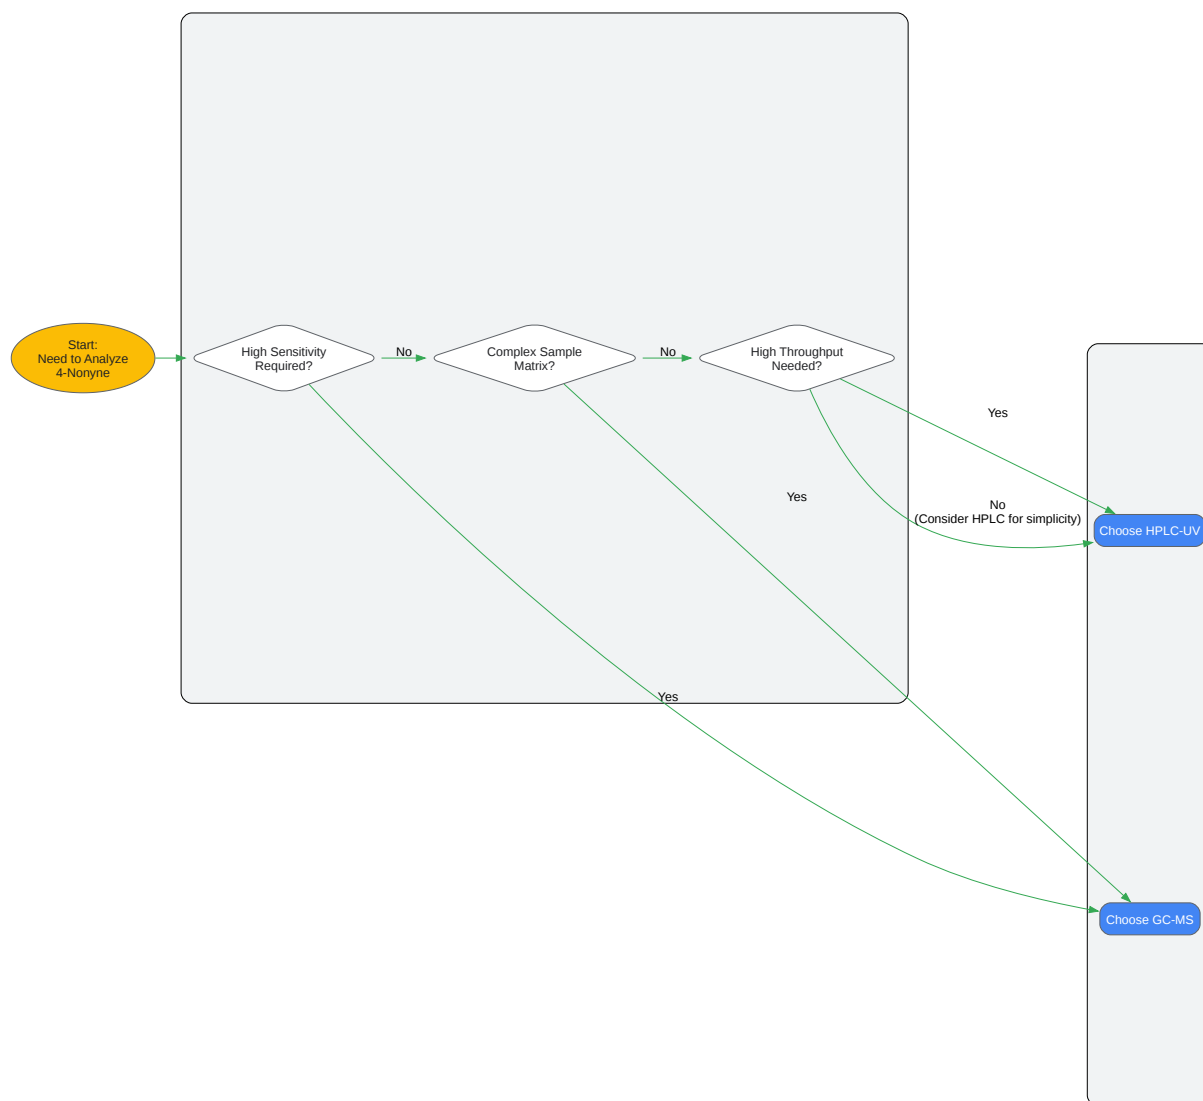 Start:
Need to Analyze
4-Nonyne
High Sensitivity
Required?
No
Complex Sample
Matrix?
No
High Throughput
Needed?
Yes
Yes
No
(Consider HPLC for simplicity)
Choose HPLC-UV
Yes
Choose GC-MS